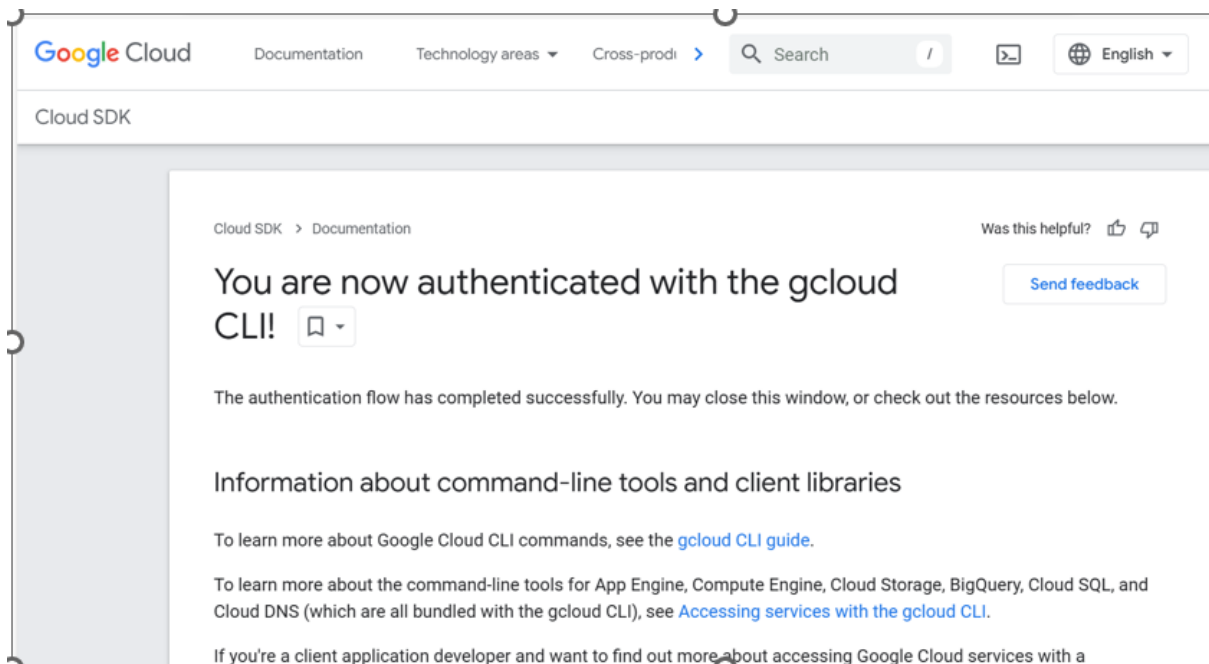 Google Cloud Documentation Technology areas Cross-produ Search / English
Cloud SDK
Cloud SDK > Documentation Was this helpful?
You are now authenticated with the gcloud
CLI!
Send feedback
The authentication flow has completed successfully. You may close this window, or check out the resources below.
Information about command-line tools and client libraries
To learn more about Google Cloud CLI commands, see the gcloud CLI guide.
To learn more about the command-line tools for App Engine, Compute Engine, Cloud Storage, BigQuery, Cloud SQL, and
Cloud DNS (which are all bundled with the gcloud CLI), see Accessing services with the gcloud CLI.
If you're a client application developer and want to find out more about accessing Google Cloud services with a